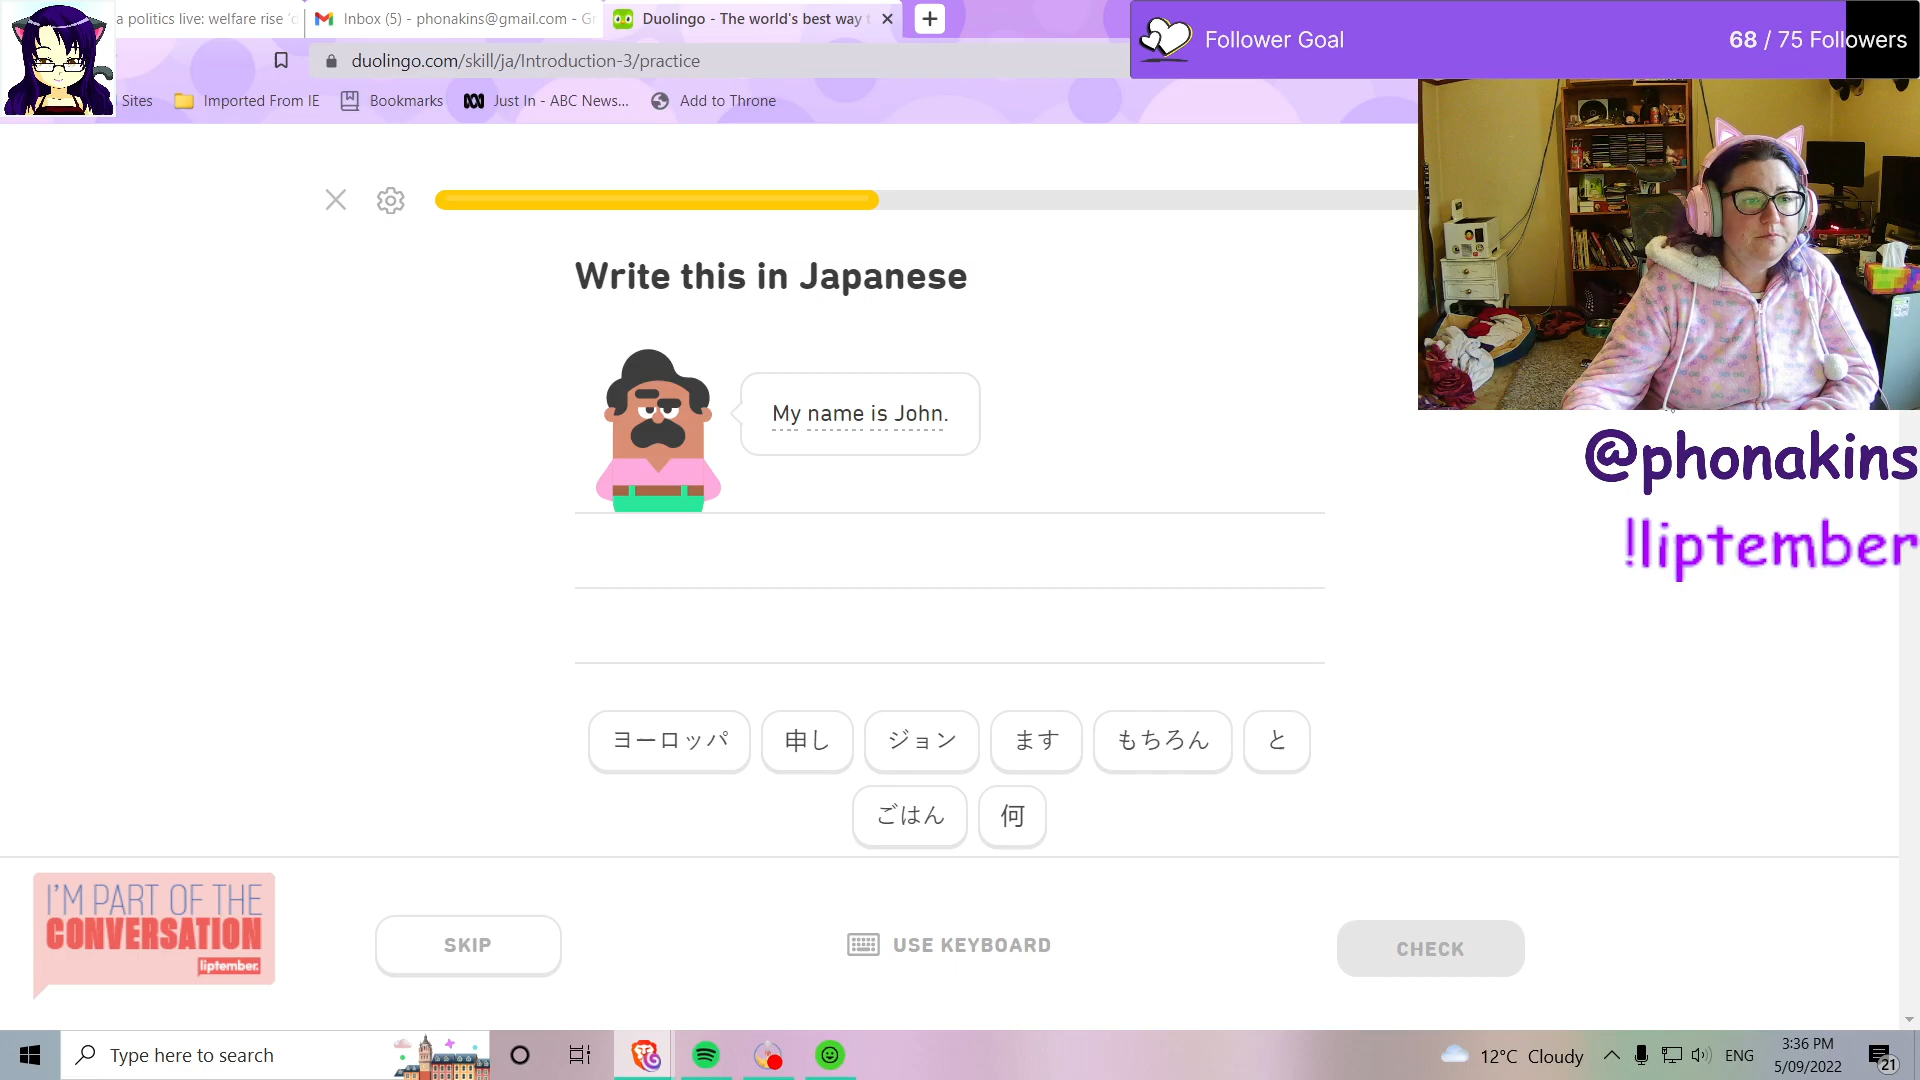 a politics live: welfare rise 'd
Inbox (5) - phonakins@gmail.com - Gr
Duolingo - The world's best way t
Follower Goal
68 / 75 Followers
duolingo.com/skill/ja/Introduction-3/practice
Sites
Imported From IE
Bookmarks
Just In - ABC News...
Add to Throne
Write this in Japanese
My name is John.
@phonakins
!liptember
ヨーロッパ 申し ジョン ます もちろん と
ごはん 何
I'M PART OF THE
CONVERSATION
liptember.
SKIP
USE KEYBOARD
CHECK
Type here to search
12°C Cloudy
ENG
3:36 PM
5/09/2022
21